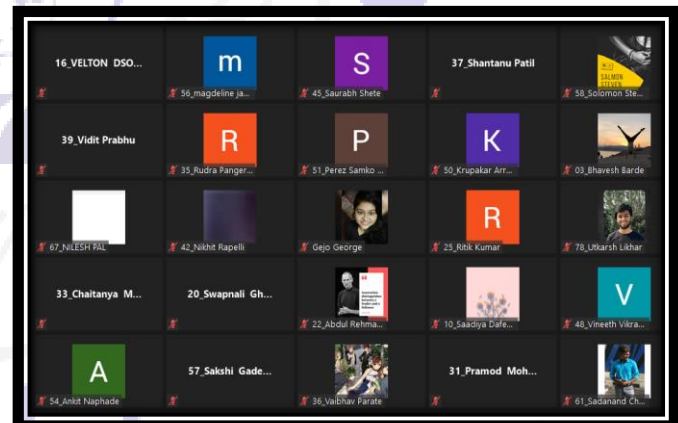 16_VELTON DSO...
m
56_magdeline ja...
S
45_Saurabh Shete
37_Shantanu Patil
SALMON
STEVEN
58_Solomon Ste...
39_Vidit Prabhu
R
35_Rudra Panger...
P
51_Perez Samko ...
K
50_Krupakar Arr...
03_Bhavesh Barde
67_NILESH PAL
42_Nikhit Rapelli
Gejo George
R
25_Ritik Kumar
78_Utkarsh Likhar
33_Chaitanya M...
20_Swapnali Gh...
22_Abdul Rehma...
10_Saadiya Dafe...
V
48_Vineeth Vikra...
A
54_Ankit Naphade
57_Sakshi Gade...
36_Vaibhav Parate
31_Pramod Moh...
61_Sadanand Ch...